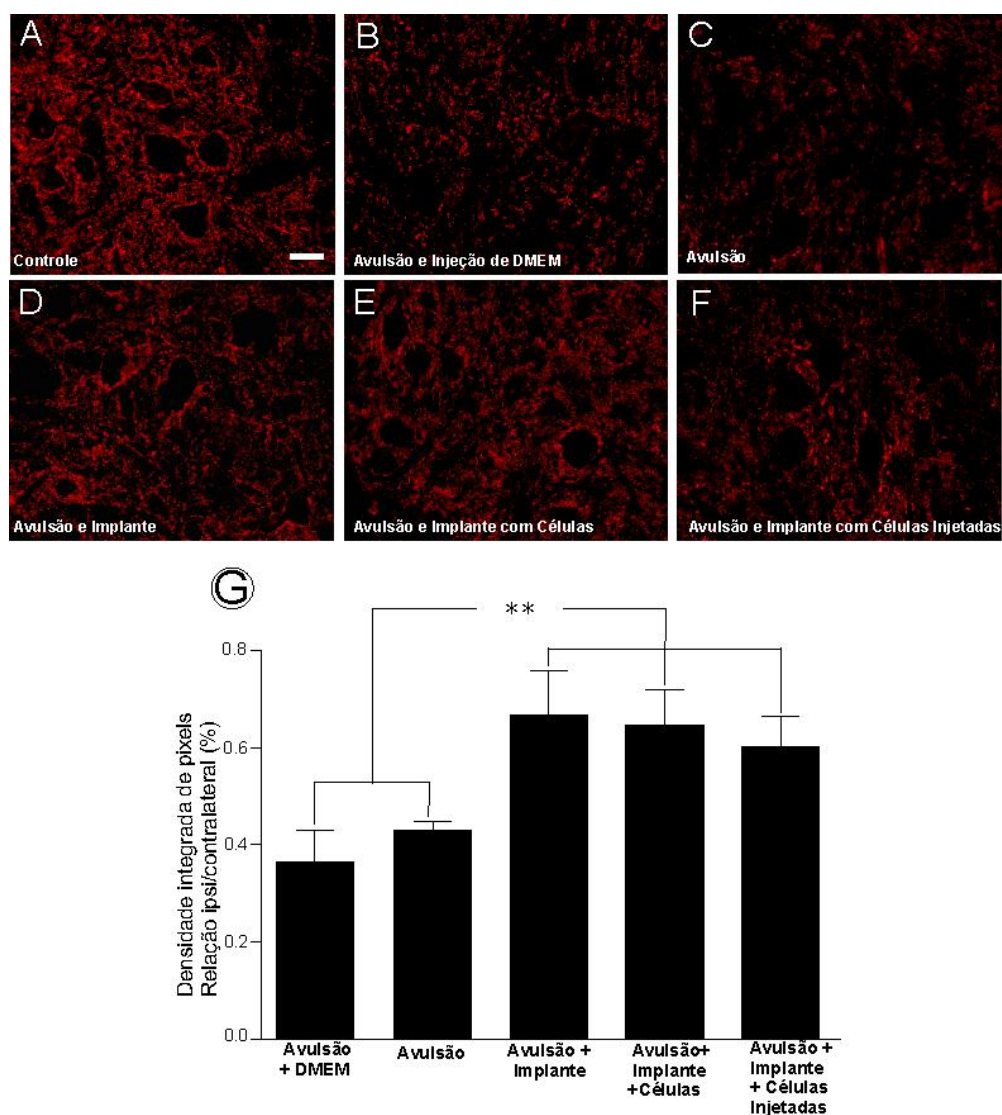 A
Controle
B
Avulsão e Injeção de DMEM
C
Avulsão
D
Avulsão e Implante
E
Avulsão e Implante com Células
F
Avulsão e Implante com Células Injetadas
G
**
Densidade integrada de pixels
Relação ipsi/contralateral (%)
0.8
0.6
0.4
0.2
0.0
Avulsão
+ DMEM
Avulsão
Avulsão +
Implante
Avulsão+
Implante
+Células
Avulsão +
Implante
+ Células
Injetadas